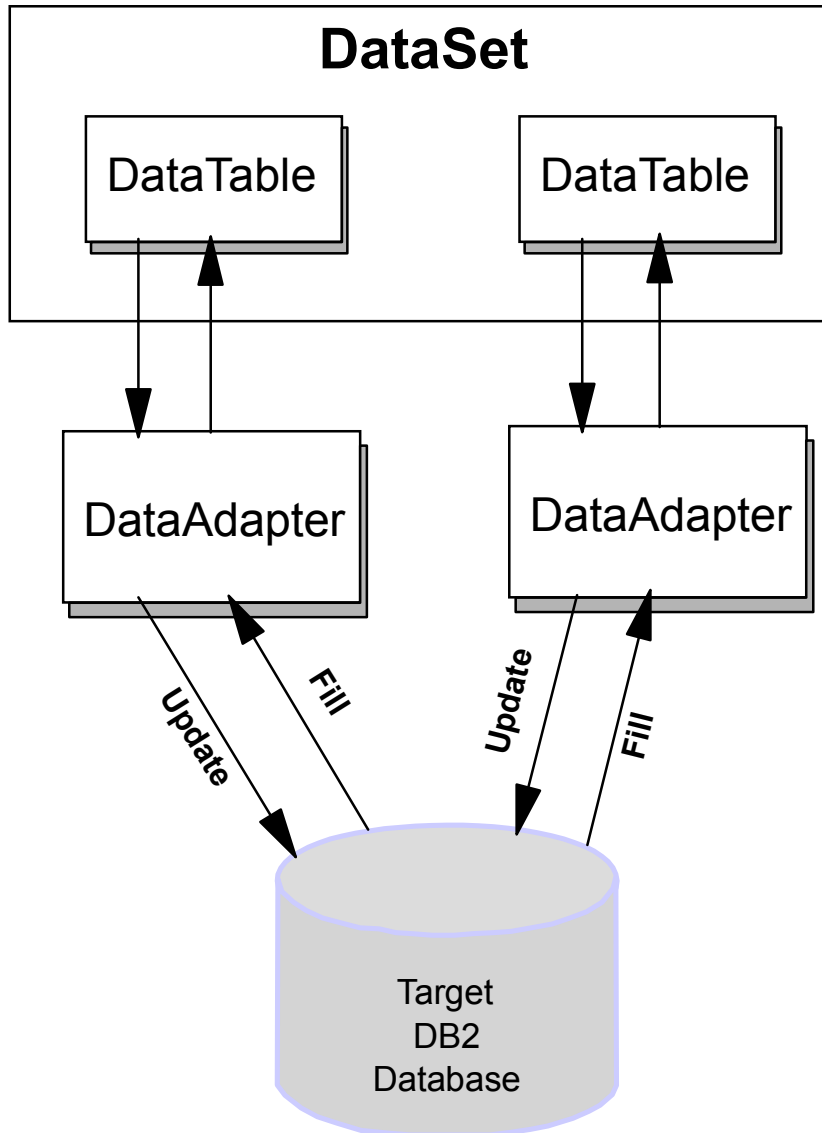 DataSet
DataTable
DataTable
DataAdapter
DataAdapter
Update
Fill
Update
Fill
Target
DB2
Database